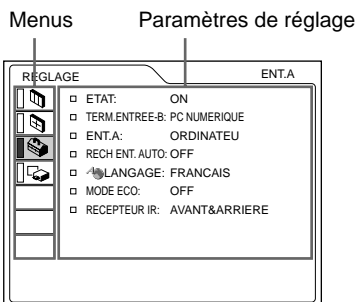 Menus Paramètres de réglage
REGLAGE ENT.A
ETAT: ON
TERM.ENTREE-B: PC NUMERIQUE
ENT.A: ORDINATEU
RECH ENT. AUTO: OFF
LANGAGE: FRANCAIS
MODE ECO: OFF
RECEPTEUR IR: AVANT&ARRIERE